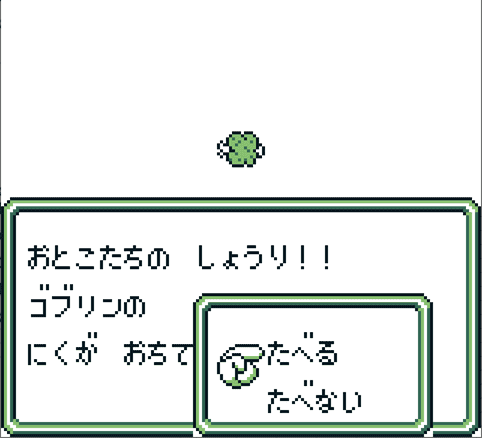 おとこたちの しょうり！！
ゴブリンの
にくが おちて
たべる
たべない